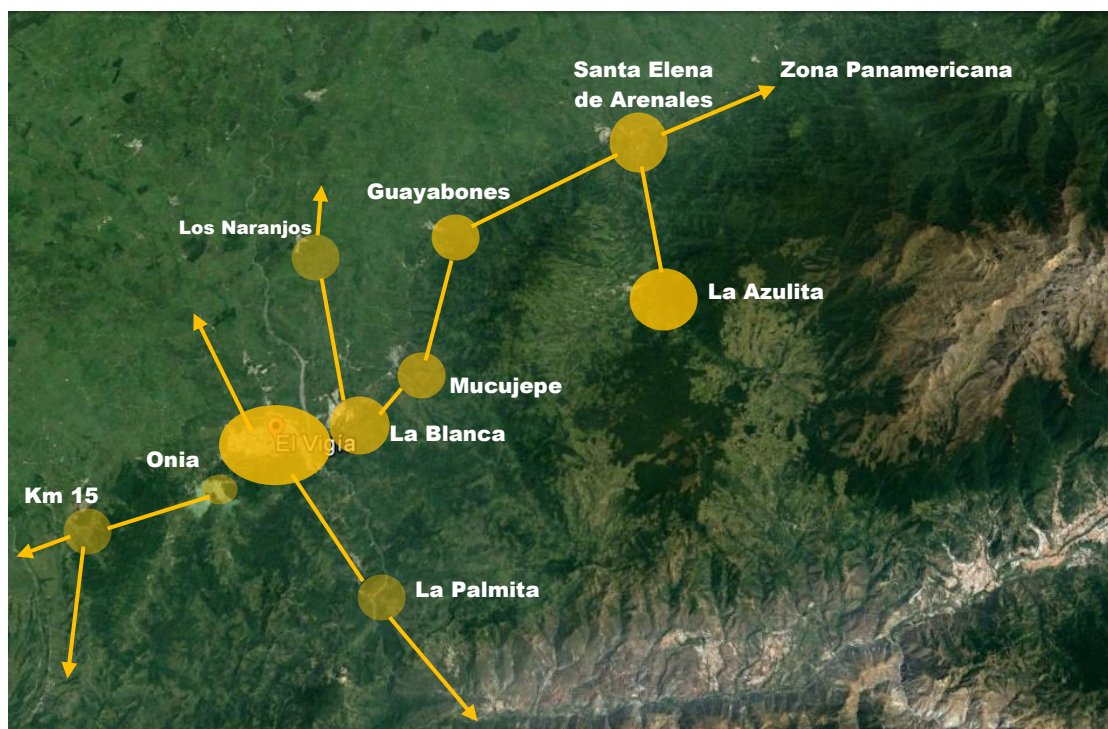 Santa Elena
de Arenales
Zona Panamericana
Guayabones
Los Naranjos
La Azulita
Mucujepe
La Blanca
El Vigía
Onia
Km 15
La Palmita